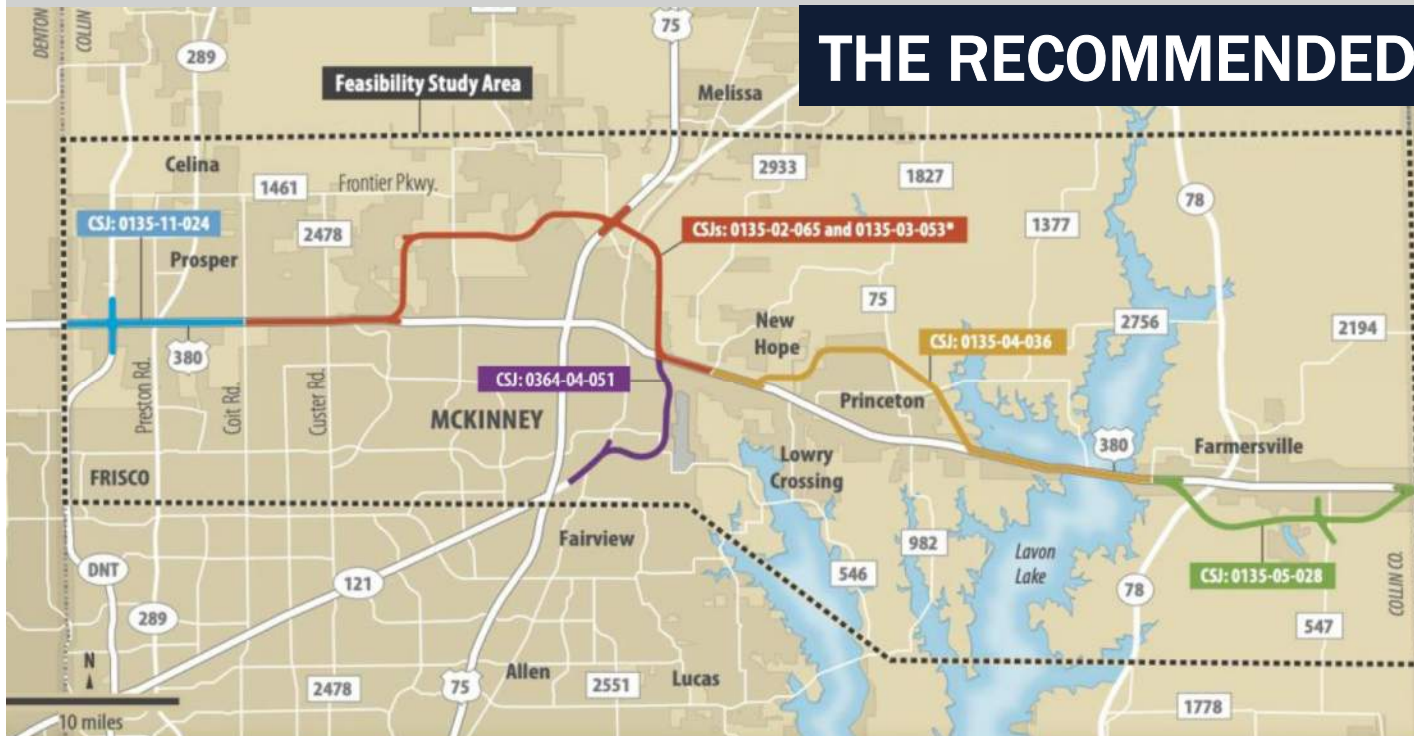 THE RECOMMENDED
DENTON
COLLIN
289
75
Feasibility Study Area
Melissa
Celina
1461
Frontier Pkwy.
2933
1827
78
CSJ: 0135-11-024
2478
CSJs: 0135-02-065 and 0135-03-053*
1377
Prosper
75
New
Hope
2756
2194
380
CSJ: 0135-04-036
Preston Rd.
Coit Rd.
Custer Rd.
CSJ: 0364-04-051
MCKINNEY
Princeton
380
Farmersville
FRISCO
Lowry
Crossing
Fairview
982
Lavon
Lake
DNT
121
546
78
CSJ: 0135-05-028
COLLIN CO.
289
547
N
Allen
Lucas
2478
75
2551
1778
10 miles